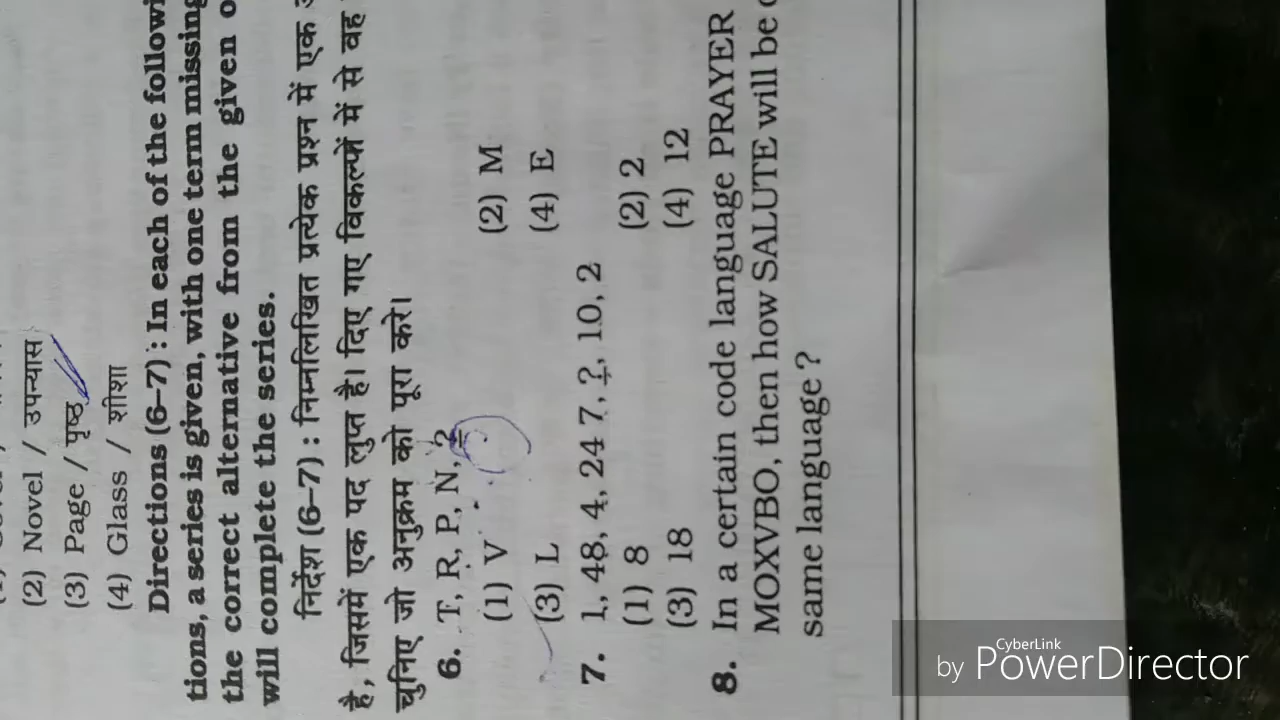 (2) Novel / उपन्यास
(3) Page / पृष्ठ
(4) Glass / शीशा
Directions (6–7) : In each of the
tions, a series is given, with one term missing
the correct alternative from the given
will complete the series.
निर्देश (6–7) : निम्नलिखित प्रत्येक प्रश्न में एक
है, जिसमें एक पद लुप्त है। दिए गए विकल्पों में से वह
चुनिए जो अनुक्रम को पूरा करे।
6. T, R, P, N, ?
(1) V (2) M
(3) L (4) E
7. 1, 48, 4, 24 7, ?, 10, 2
(1) 8 (2) 2
(3) 18 (4) 12
8. In a certain code language PRAYER
MOXVBO, then how SALUTE will be
same language ?
by CyberLink PowerDirector